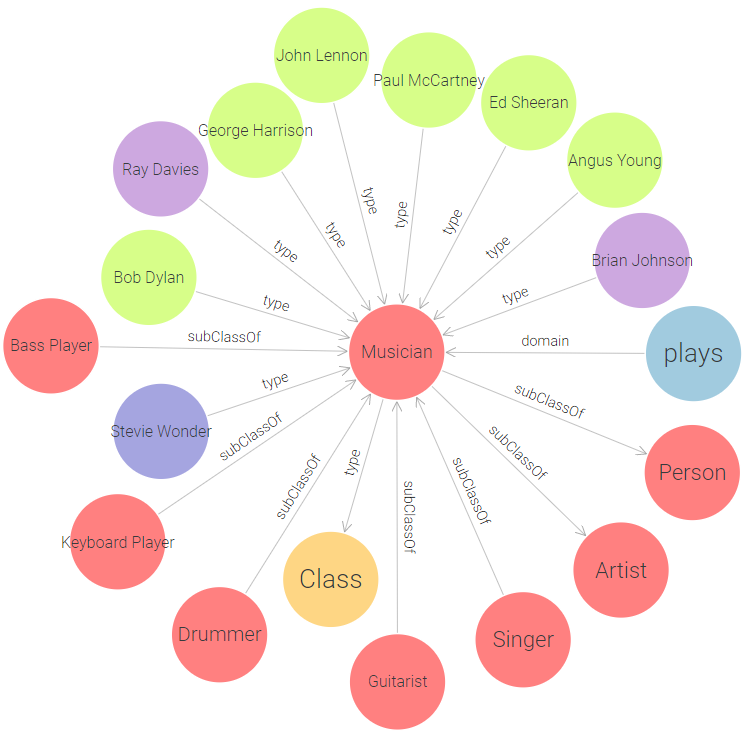 John Lennon
Paul McCartney
Ed Sheeran
George Harrison
Angus Young
Ray Davies
type
type
type
type
type
type
Brian Johnson
Bob Dylan
type
type
Bass Player
subClassOf
Musician
domain
plays
type
subClassOf
Stevie Wonder
subClassOf
subClassOf
type
Person
subClassOf
subClassOf
subClassOf
Keyboard Player
Class
Artist
Drummer
Singer
Guitarist